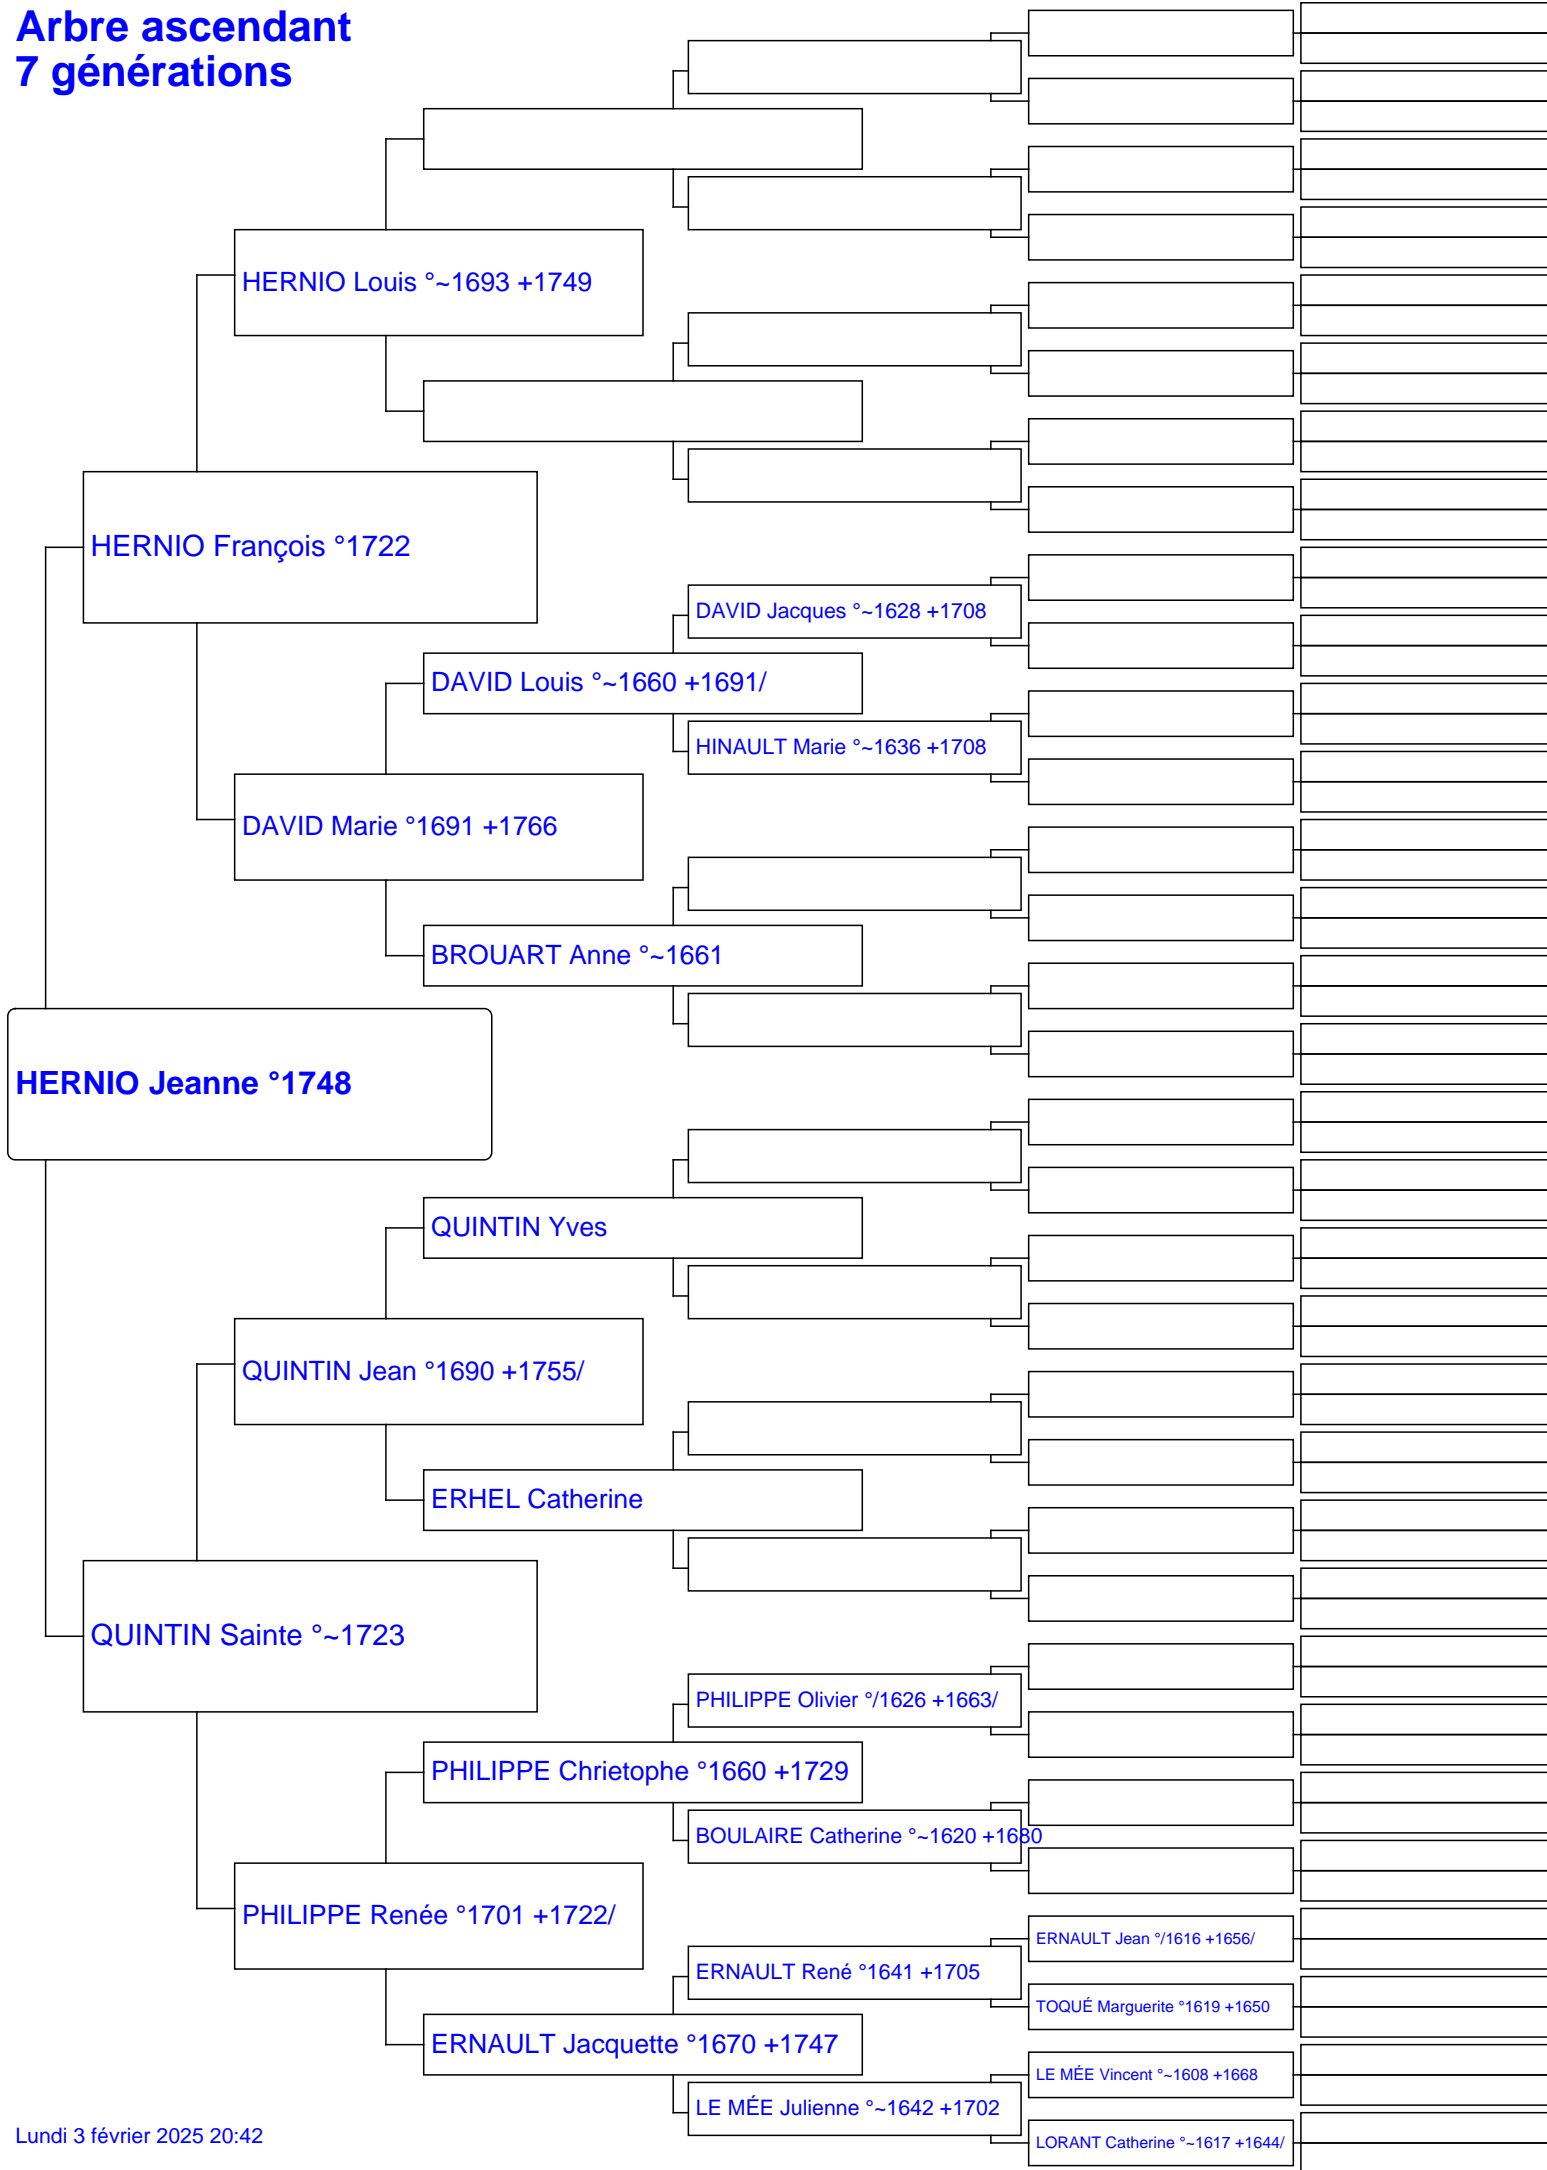 Arbre ascendant
7 générations
HERNIO Louis °~1693 +1749
HERNIO François °1722
DAVID Jacques °~1628 +1708
DAVID Louis °~1660 +1691/
HINAULT Marie °~1636 +1708
DAVID Marie °1691 +1766
BROUART Anne °~1661
HERNIO Jeanne °1748
QUINTIN Yves
QUINTIN Jean °1690 +1755/
ERHEL Catherine
QUINTIN Sainte °~1723
PHILIPPE Olivier °/1626 +1663/
PHILIPPE Chrietophe °1660 +1729
BOULAIRE Catherine °~1620 +1680
PHILIPPE Renée °1701 +1722/
ERNAULT Jean °/1616 +1656/
ERNAULT René °1641 +1705
TOQUÉ Marguerite °1619 +1650
ERNAULT Jacquette °1670 +1747
LE MÉE Vincent °~1608 +1668
LE MÉE Julienne °~1642 +1702
LORANT Catherine °~1617 +1644/
Lundi 3 février 2025 20:42